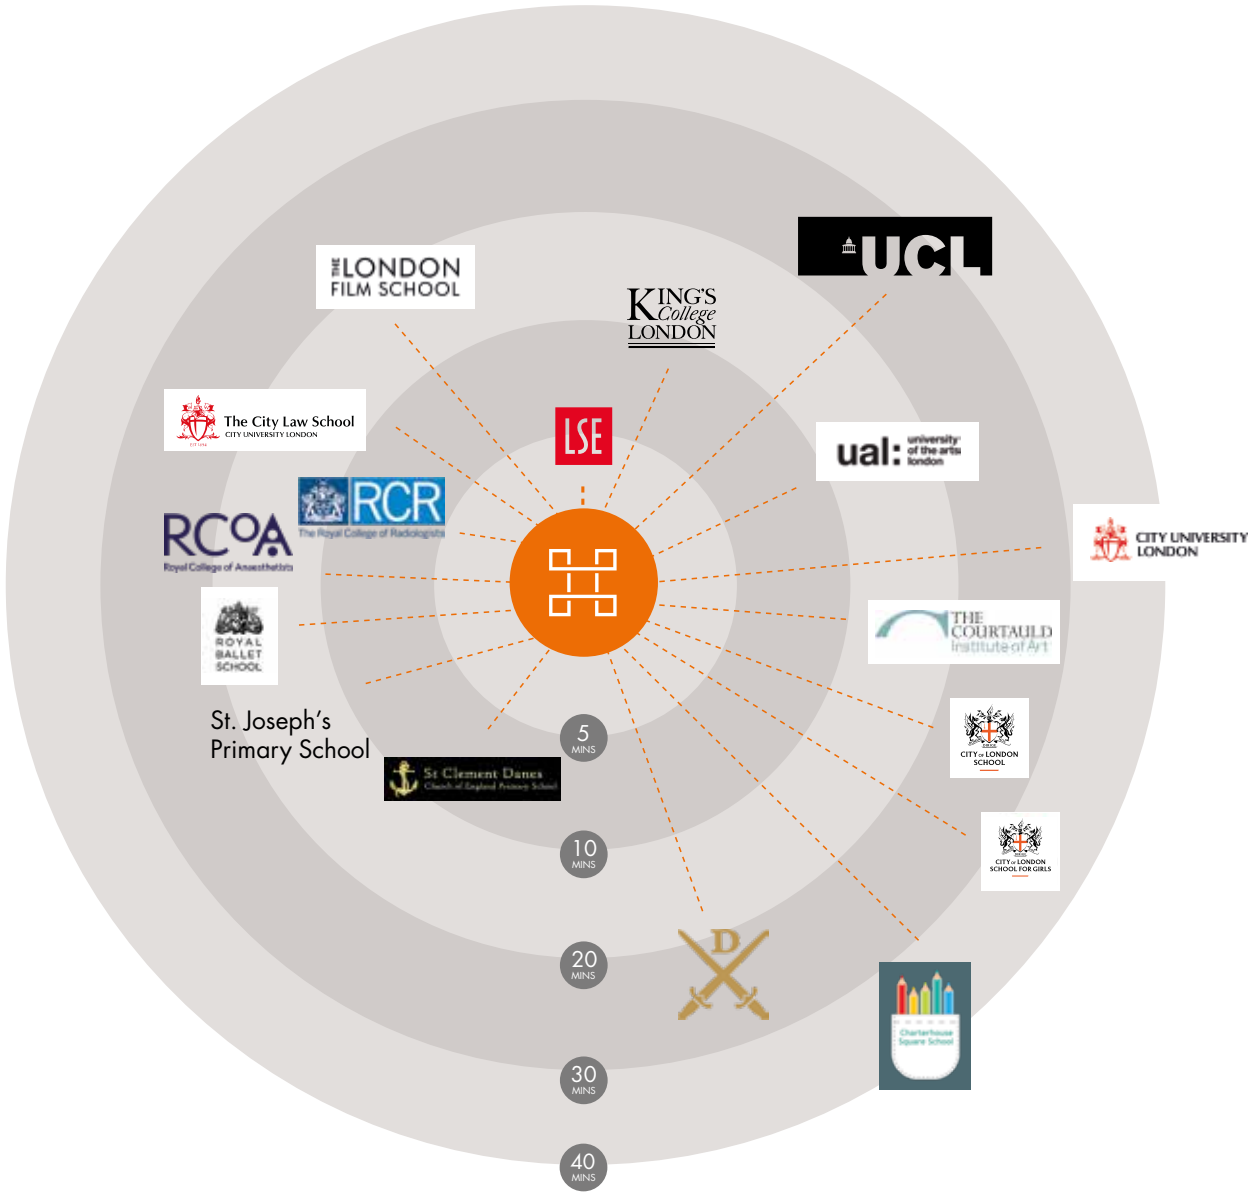 THE LONDON
FILM SCHOOL
KING'S
College
LONDON
UCL
The City Law School
CITY UNIVERSITY LONDON
LSE
ual: university
of the arts
london
RCR
The Royal College of Radiologists
RCOA
Royal College of Anaesthetists
CITY UNIVERSITY
LONDON
ROYAL
BALLET
SCHOOL
THE
COURTAULD
Institute of Art
St. Joseph's
Primary School
St Clement Danes
Church of England Primary School
CITY OF LONDON
SCHOOL
CITY OF LONDON
SCHOOL FOR GIRLS
D
Charterhouse
Square School
5
MINS
10
MINS
20
MINS
30
MINS
40
MINS